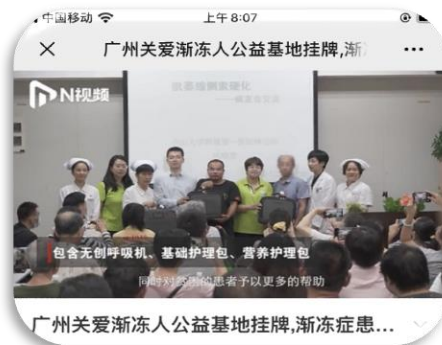 中国移动 上午8:07
广州关爱渐冻人公益基地挂牌,渐
N视频
包含无创呼吸机、基础护理包、营养护理包
同时对贫困的患者予以更多的帮助
广州关爱渐冻人公益基地挂牌,渐冻症患...